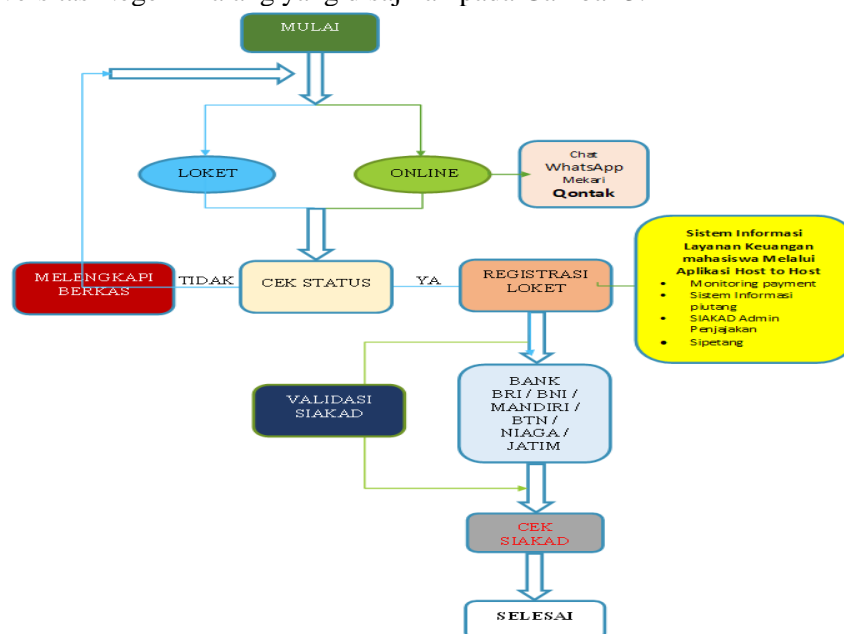 MULAI
LOKET
ONLINE
Chat
WhatsApp
Mekari
Qontak
Sistem Informasi
Layanan Keuangan
mahasiswa Melalui
Aplikasi Host to Host
• Monitoring payment
• Sistem Informasi
piutang
• SIAKAD Admin
Penjajakan
• Sipetang
MELENGKAPI
BERKAS
TIDAK
CEK STATUS
YA
REGISTRASI
LOKET
VALIDASI
SIAKAD
BANK
BRI / BNI /
MANDIRI /
BTN /
NIAGA /
JATIM
CEK
SIAKAD
SELESAI